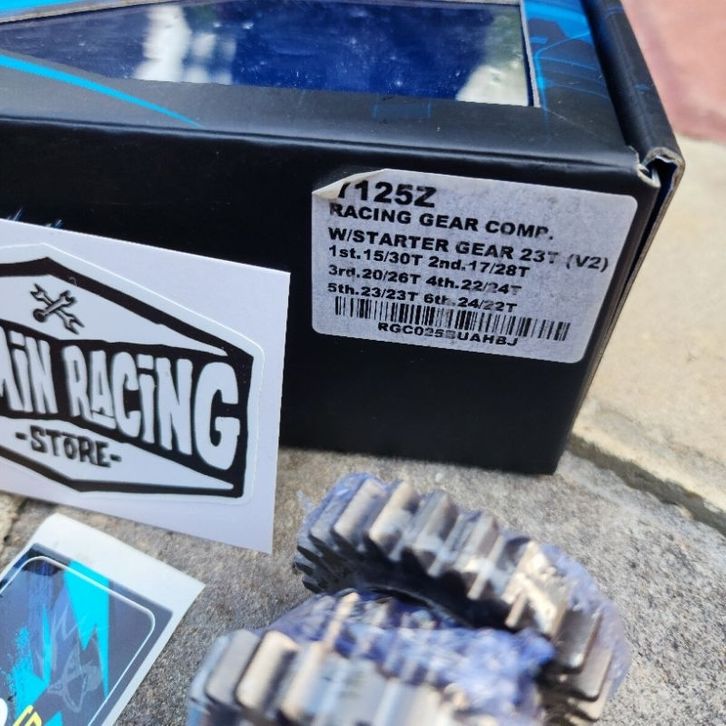 Y125Z
RACING GEAR COMP.
W/STARTER GEAR 23T (V2)
1st.15/30T 2nd.17/28T
3rd.20/26T 4th.22/24T
5th.23/23T 6th.24/22T
RGC025BUAHBJ
RACING
-STORE-